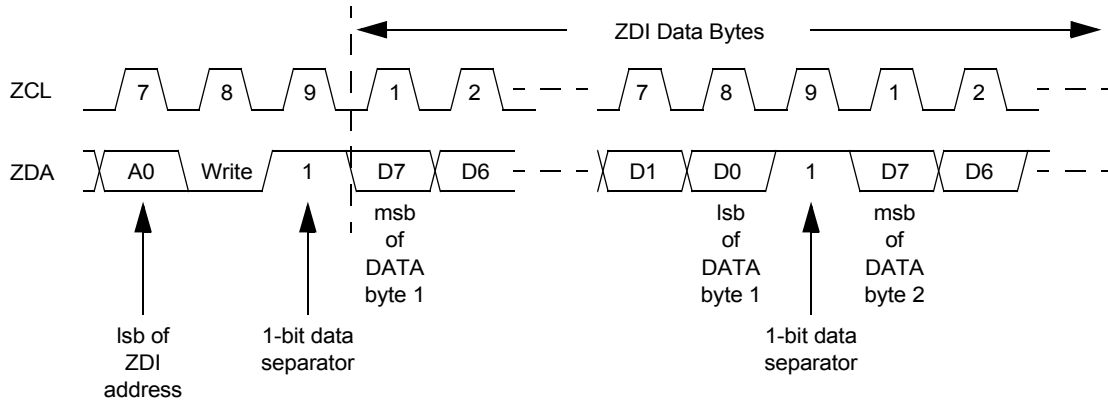 ZDI Data Bytes
ZCL 7 8 9 1 2 7 8 9 1 2
ZDA A0 Write 1 D7 D6 D1 D0 1 D7 D6
msb
of
DATA
byte 1
lsb
of
DATA
byte 1
msb
of
DATA
byte 2
lsb of
ZDI
address
1-bit data
separator
1-bit data
separator